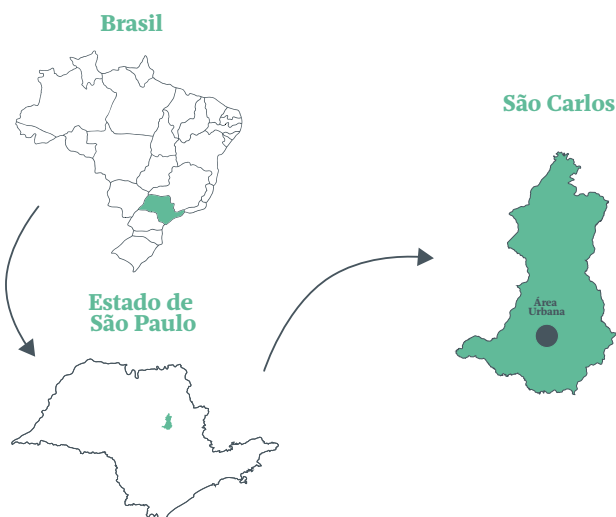 Brasil
Estado de
São Paulo
São Carlos
Área
Urbana